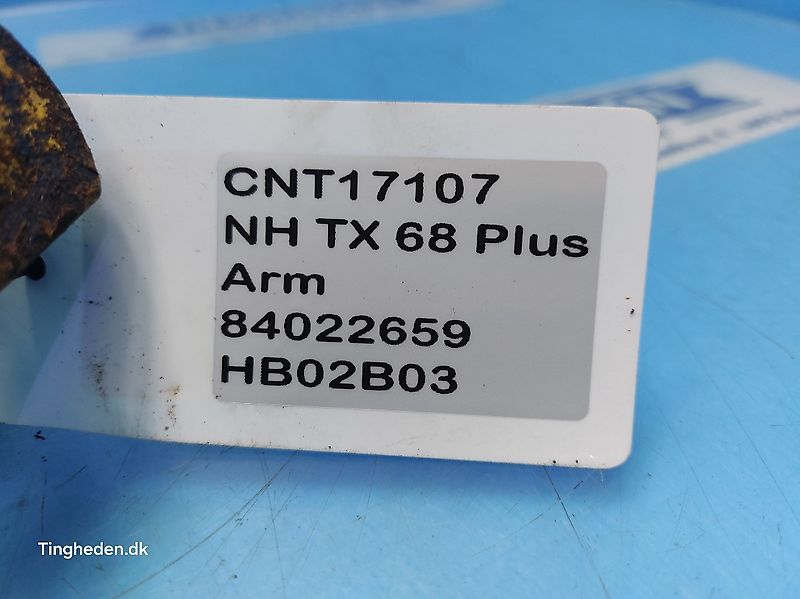 CNT17107
NH TX 68 Plus
Arm
84022659
HB02B03
Tingheden.dk